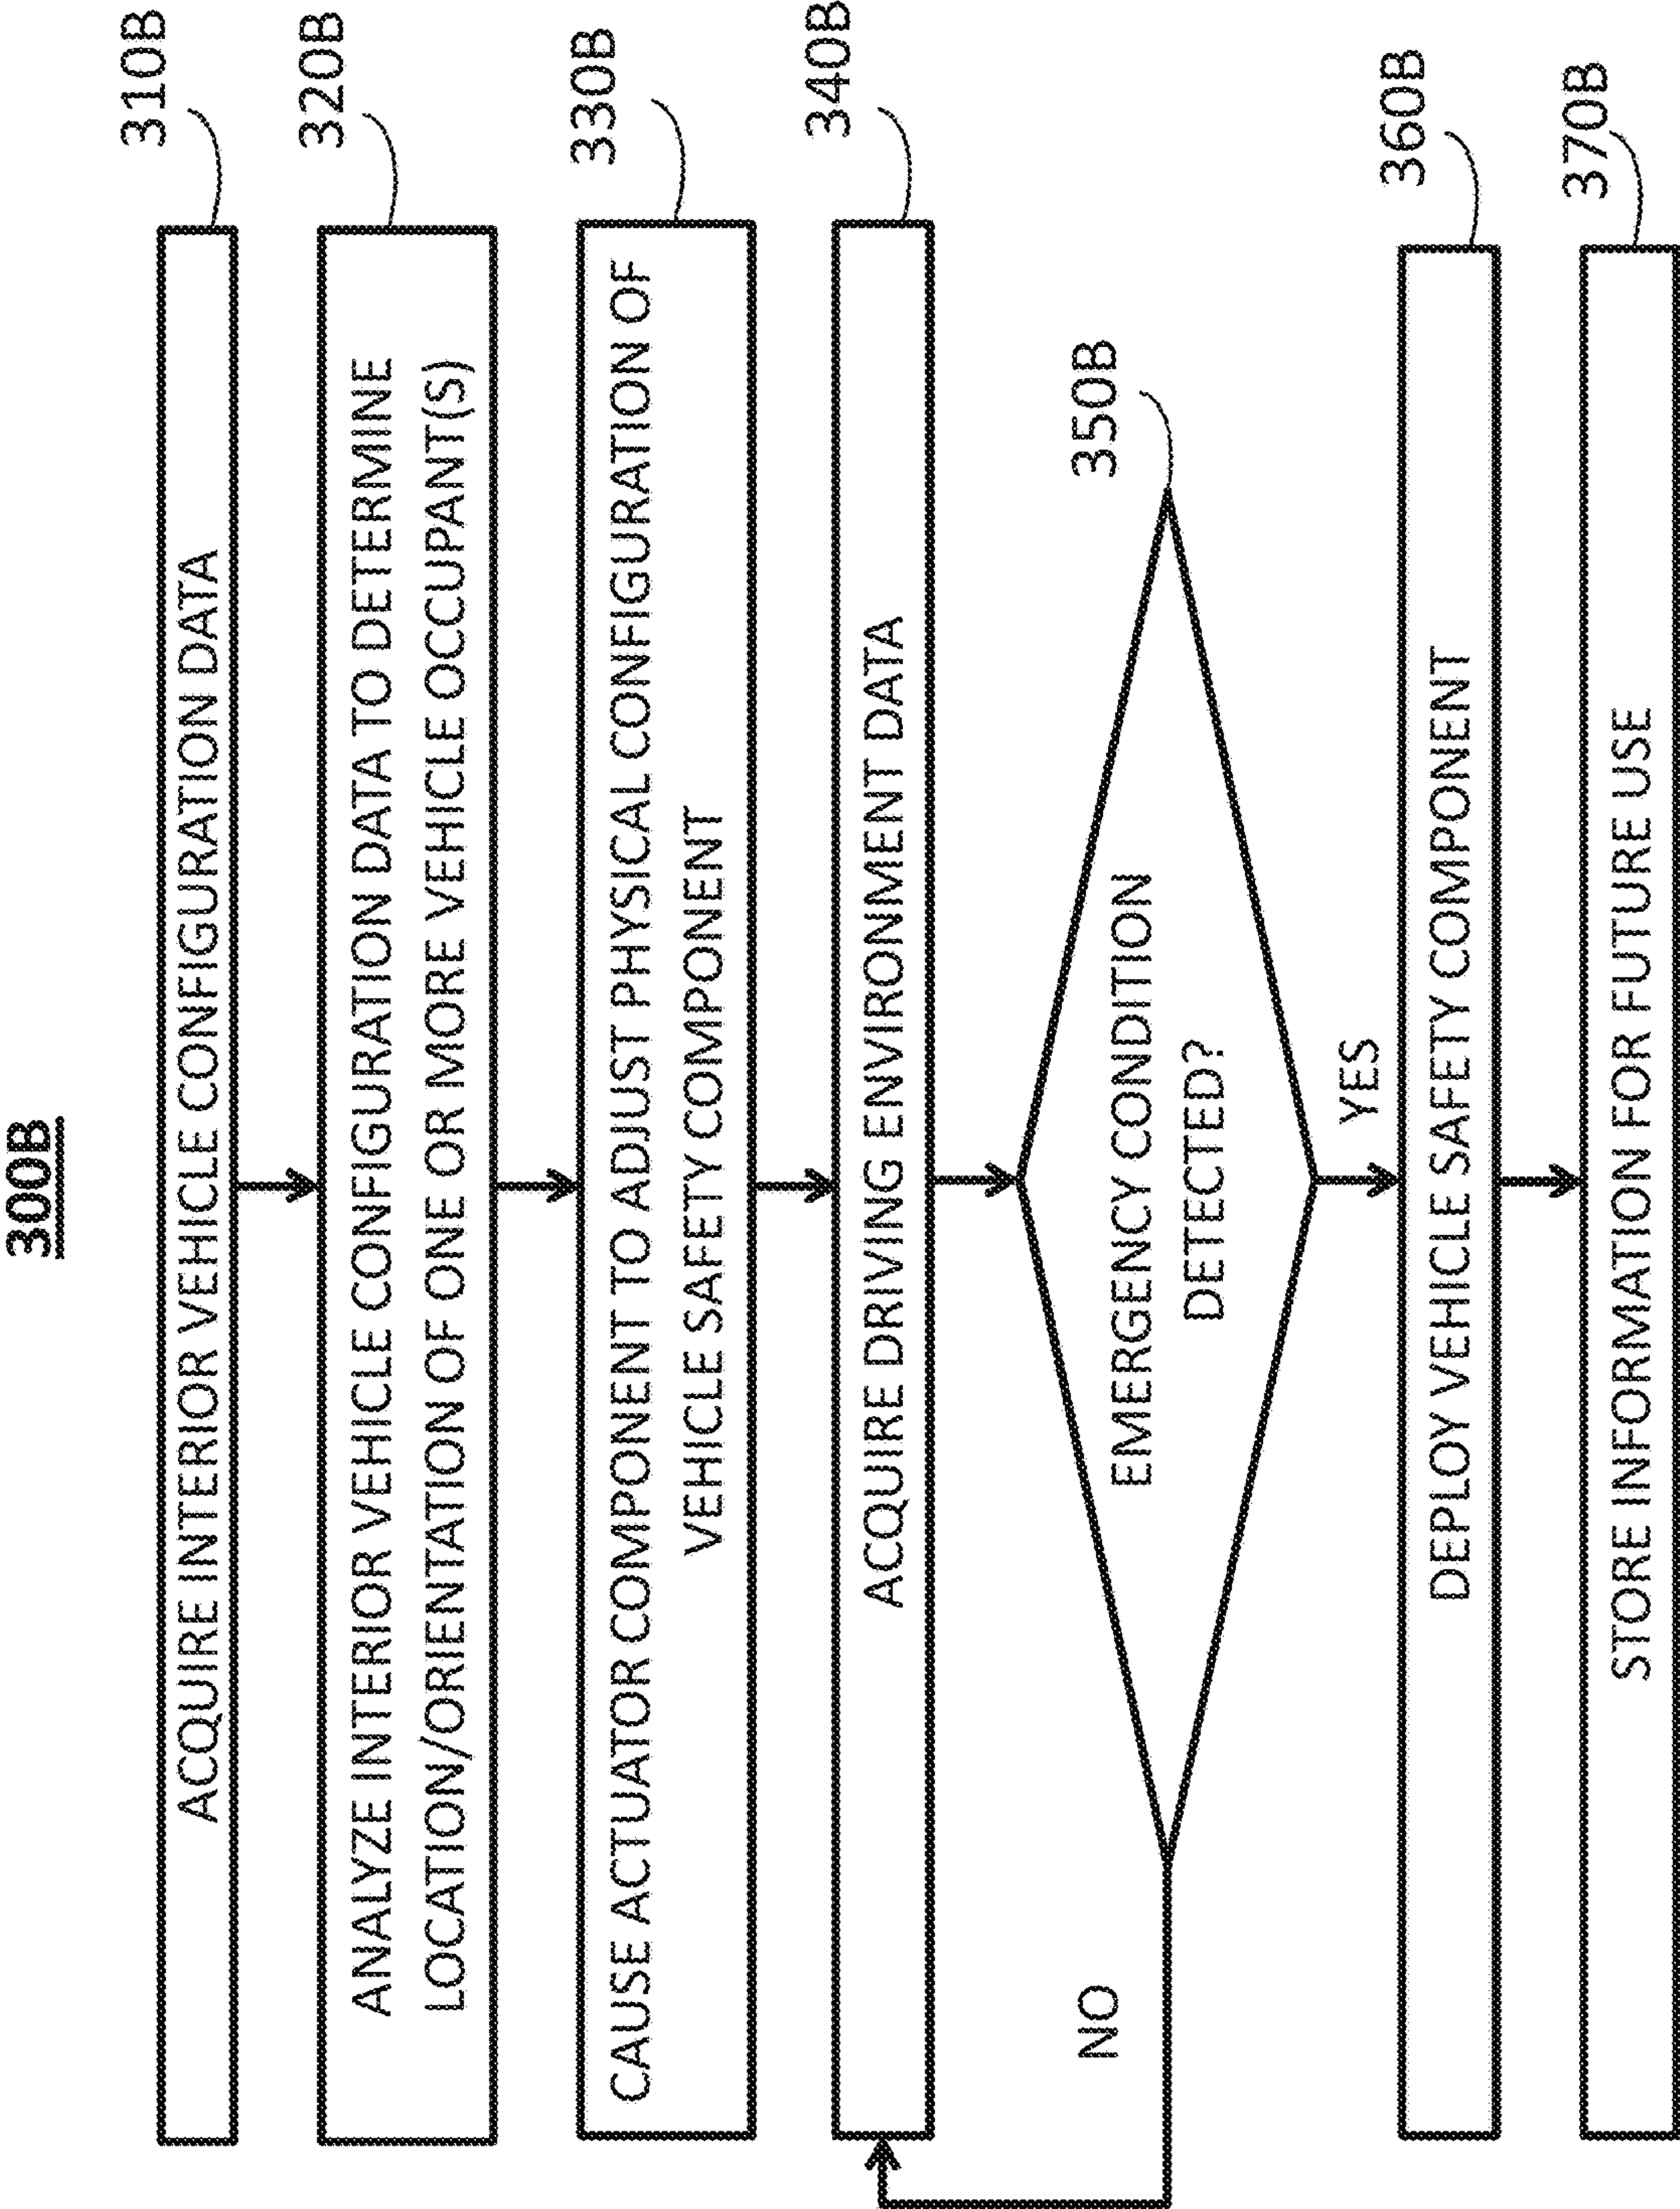 300B
310B
ACQUIRE INTERIOR VEHICLE CONFIGURATION DATA
320B
ANALYZE INTERIOR VEHICLE CONFIGURATION DATA TO DETERMINE
LOCATION/ORIENTATION OF ONE OR MORE VEHICLE OCCUPANT(S)
330B
CAUSE ACTUATOR COMPONENT TO ADJUST PHYSICAL CONFIGURATION OF
VEHICLE SAFETY COMPONENT
340B
ACQUIRE DRIVING ENVIRONMENT DATA
350B
EMERGENCY CONDITION
DETECTED?
NO
YES
360B
DEPLOY VEHICLE SAFETY COMPONENT
370B
STORE INFORMATION FOR FUTURE USE